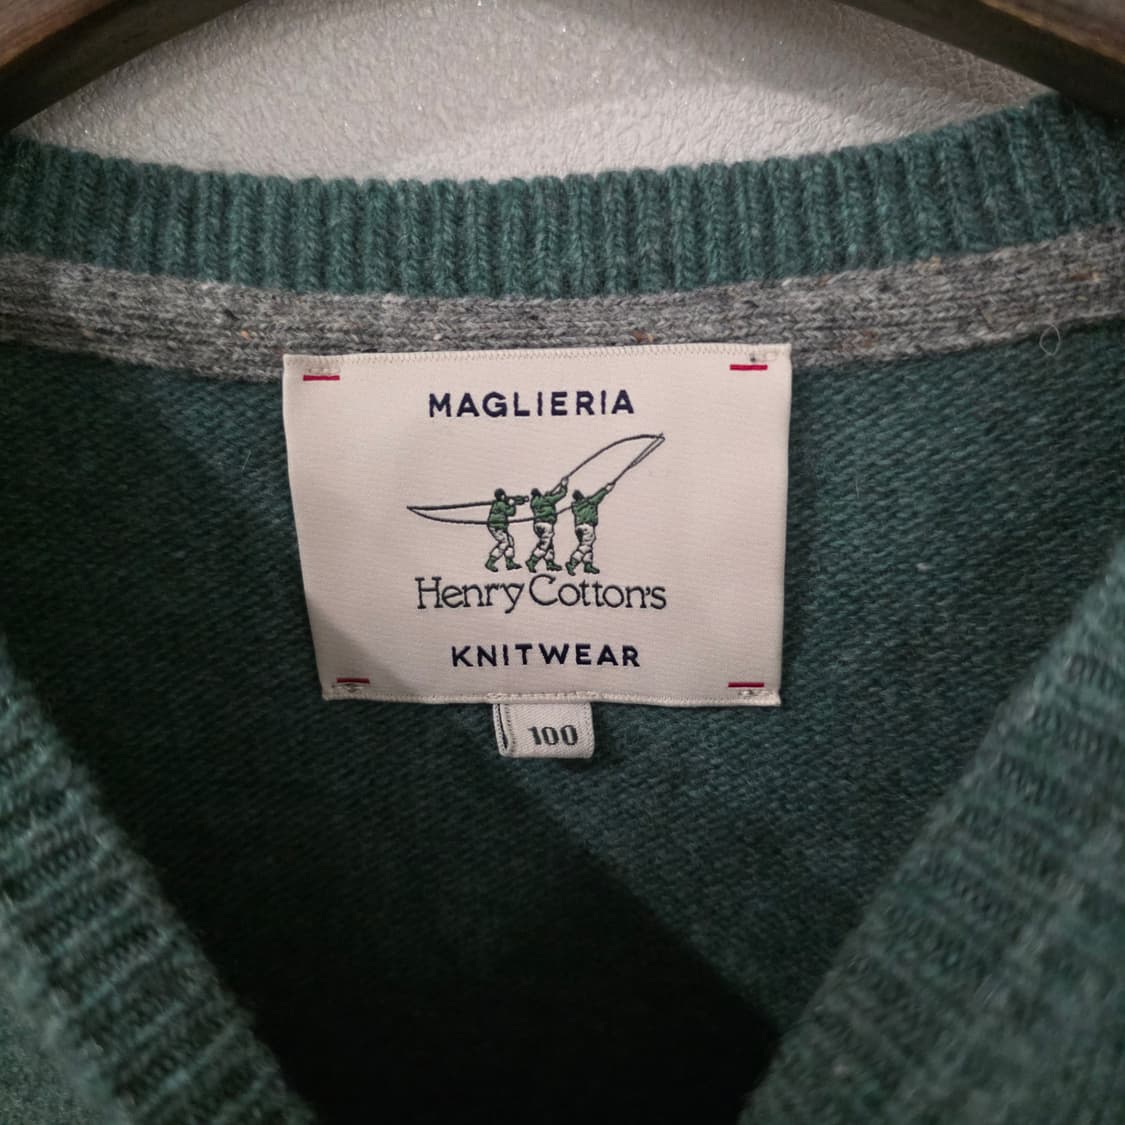 MAGLIERIA
Henry Cotton's
KNITWEAR
100